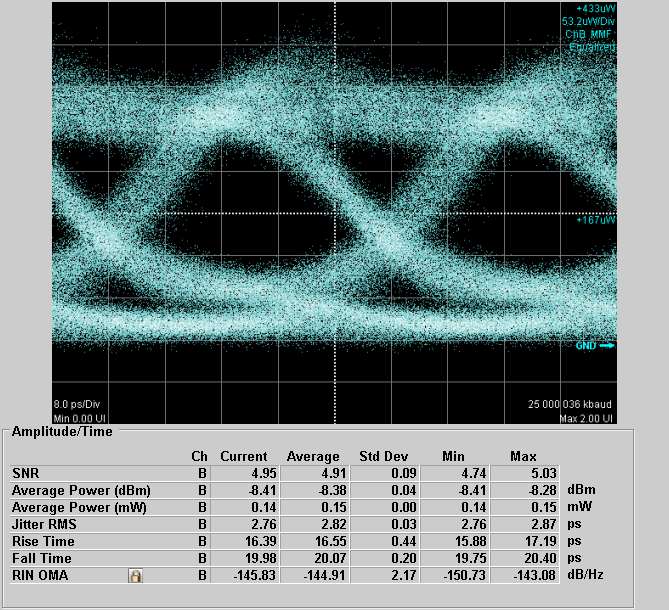 +433uW
53.2uW/Div
ChB MMF
Equalized
+167uW
GND
8.0 ps/Div
25 000 036 kbaud
Min 0.00 UI
Max 2.00 UI
Amplitude/Time
Ch Current Average Std Dev Min Max
SNR B 4.95 4.91 0.09 4.74 5.03
Average Power (dBm) B -8.41 -8.38 0.04 -8.41 -8.28 dBm
Average Power (mW) B 0.14 0.15 0.00 0.14 0.15 mW
Jitter RMS B 2.76 2.82 0.03 2.76 2.87 ps
Rise Time B 16.39 16.55 0.44 15.88 17.19 ps
Fall Time B 19.98 20.07 0.20 19.75 20.40 ps
RIN OMA B -145.83 -144.91 2.17 -150.73 -143.08 dB/Hz